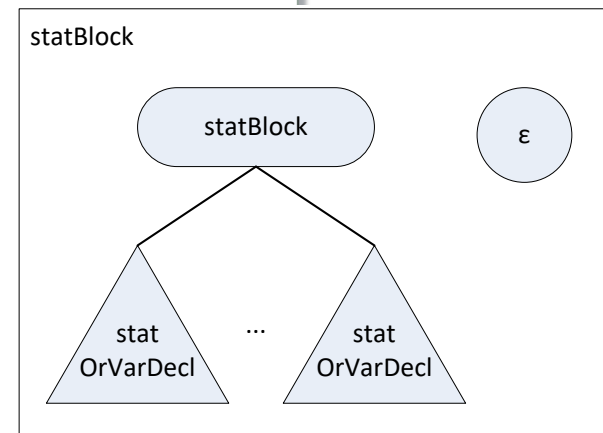 statBlock
statBlock
ε
stat
OrVarDecl
...
stat
OrVarDecl